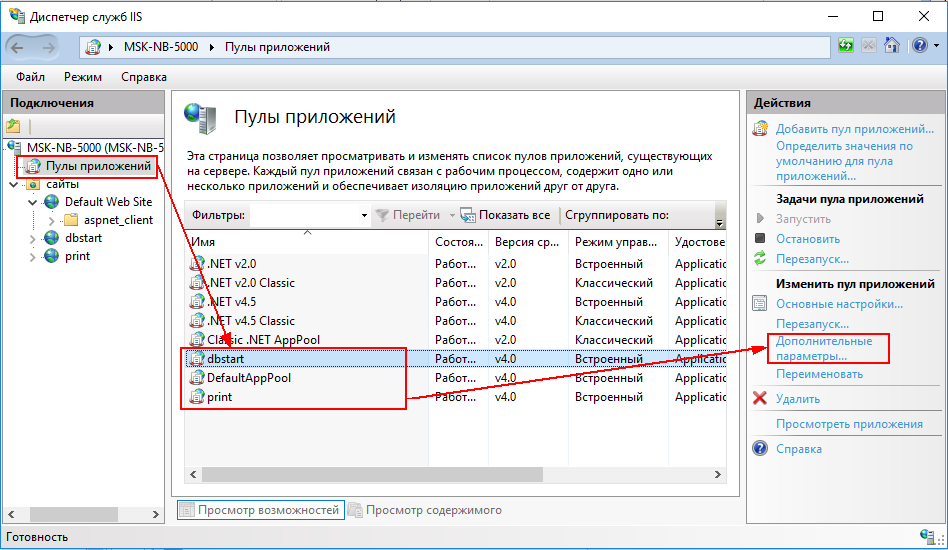 Диспетчер служб IIS
MSK-NB-5000 Пулы приложений
Файл Режим Справка
Подключения
MSK-NB-5000 (MSK-NB-5
Пулы приложений
сайты
Default Web Site
aspnet_client
dbstart
print
Пулы приложений
Эта страница позволяет просматривать и изменять список пулов приложений, существующих
на сервере. Каждый пул приложений связан с рабочим процессом, содержит одно или
несколько приложений и обеспечивает изоляцию приложений друг от друга.
Фильтры: Перейти Показать все Сгруппировать по:
Имя Состоя... Версия ср... Режим управ... Удостове
.NET v2.0 Работ... v2.0 Встроенный Applicatio
.NET v2.0 Classic Работ... v2.0 Классический Applicatio
.NET v4.5 Работ... v4.0 Встроенный Applicatio
.NET v4.5 Classic Работ... v4.0 Классический Applicatio
Classic .NET AppPool Работ... v2.0 Классический Applicatio
dbstart Работ... v4.0 Встроенный Applicatio
DefaultAppPool Работ... v4.0 Встроенный Applicatio
print Работ... v4.0 Встроенный Applicatio
Просмотр возможностей Просмотр содержимого
Действия
Добавить пул приложений...
Определить значения по
умолчанию для пула
приложений...
Задачи пула приложений
Запустить
Остановить
Перезапуск...
Изменить пул приложений
Основные настройки...
Перезапуск...
Дополнительные
параметры...
Переименовать
Удалить
Просмотреть приложения
Справка
Готовность